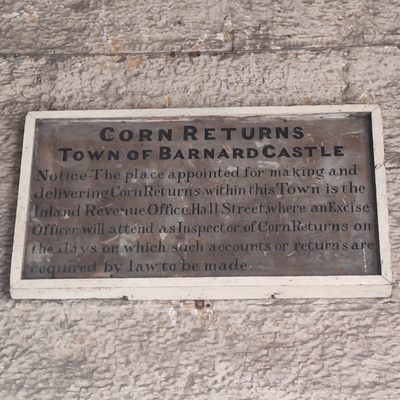 CORN RETURNS
TOWN OF BARNARD CASTLE
Notice-The place appointed for making and
delivering Corn Returns within this Town is the
Inland Revenue Office, Hall Street, where an Excise
Officer will attend as Inspector of Corn Returns on
the days on which such accounts or returns are
required by law to be made.